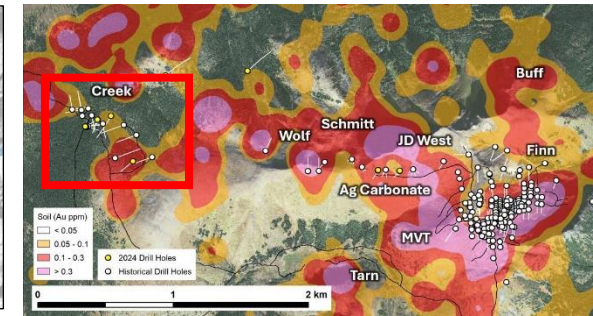 Buff
Creek
Schmitt
Wolf
JD West
Finn
Ag Carbonate
Soil (Au ppm)
< 0.05
0.05 - 0.1
0.1 - 0.3
> 0.3
2024 Drill Holes
Historical Drill Holes
MVT
Tarn
0 1 2 km